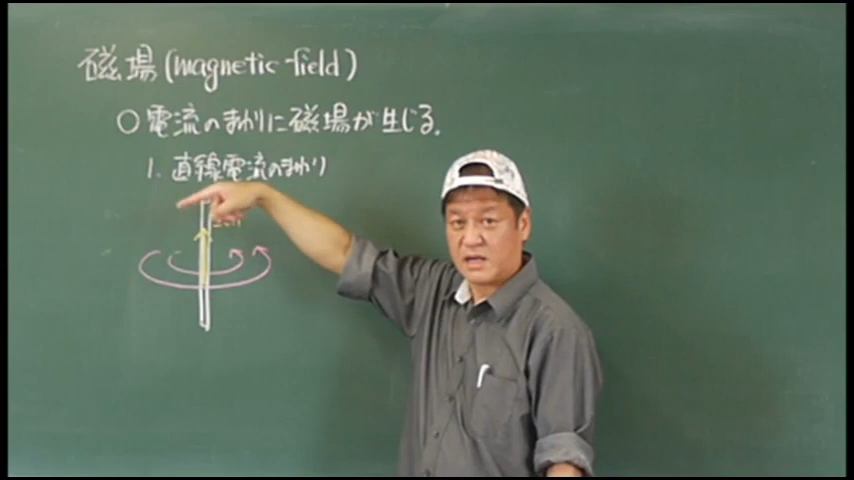 磁場(magnetic field)
○電流のまわりに磁場が生じる。
1. 直線電流のまわり